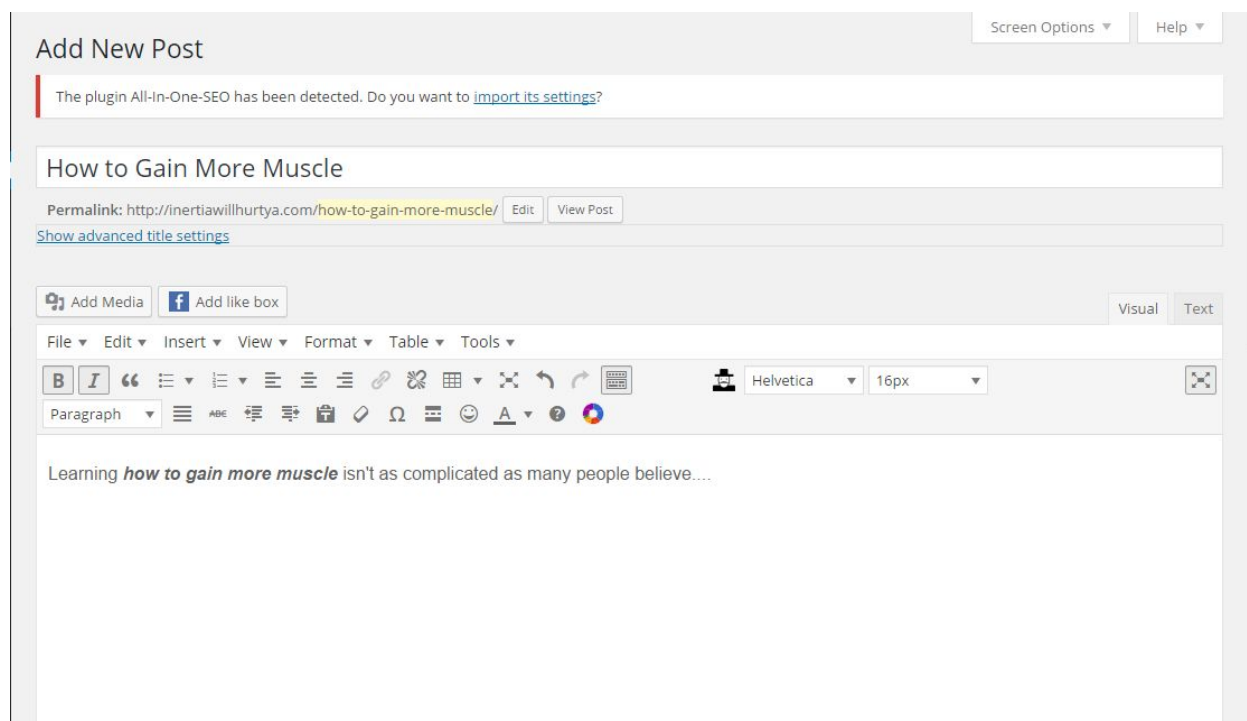 Screen Options Help
Add New Post
The plugin All-In-One-SEO has been detected. Do you want to import its settings?
How to Gain More Muscle
Permalink: http://inertiawillhurtya.com/how-to-gain-more-muscle/ Edit View Post
Show advanced title settings
Add Media Add like box
Visual Text
File Edit Insert View Format Table Tools
B I Helvetica 16px
Paragraph ABC A
Learning how to gain more muscle isn't as complicated as many people believe....